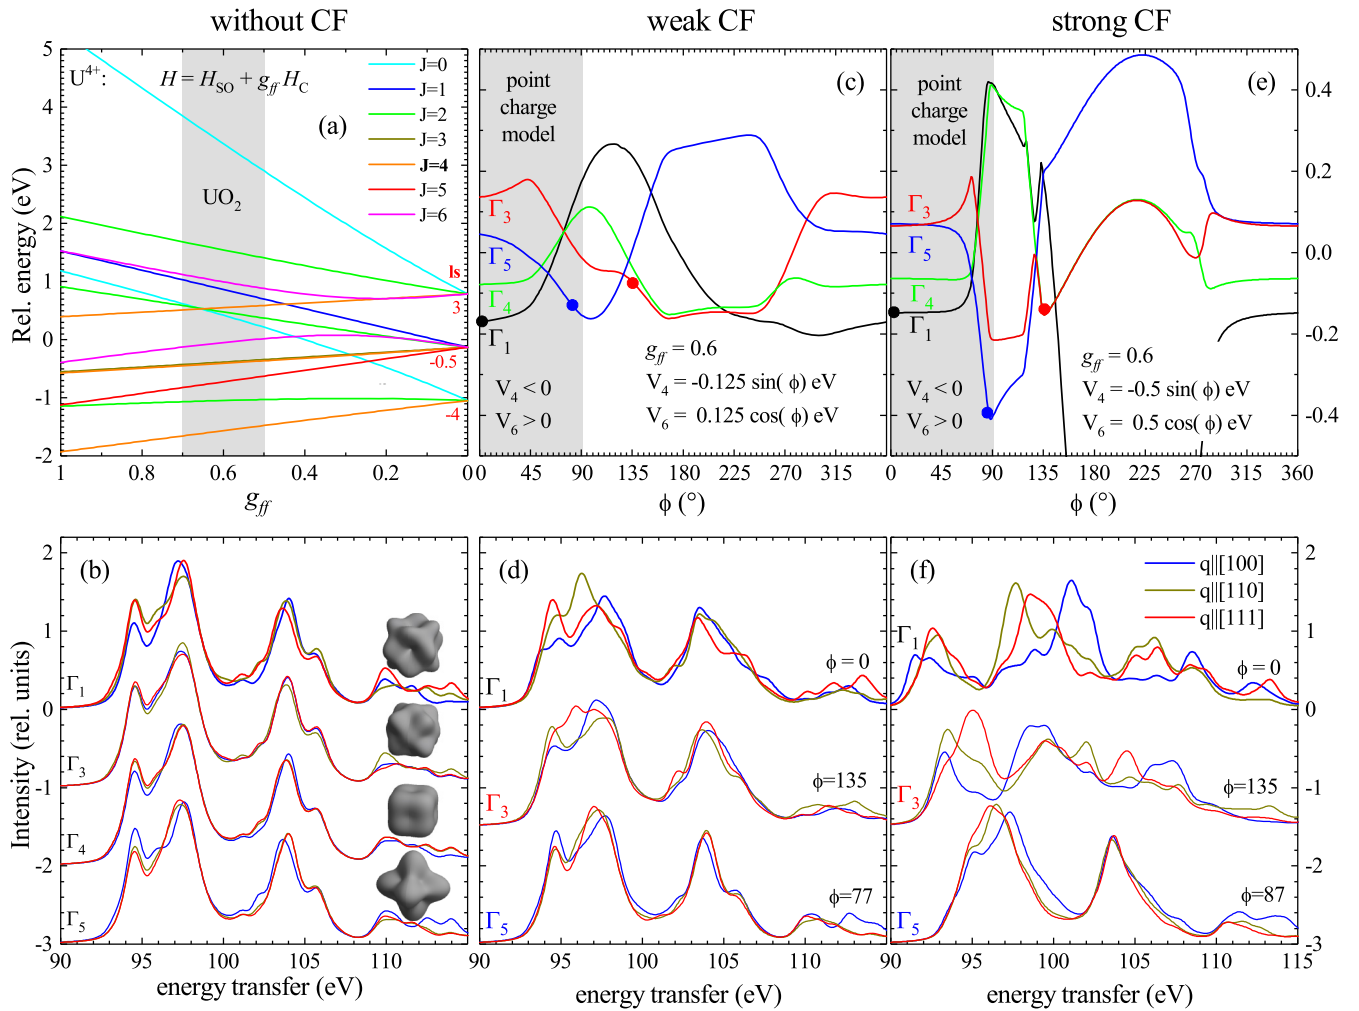 without CF
weak CF
strong CF
U4+:
H = HSO + gff HC
(a)
J=0
J=1
J=2
J=3
J=4
J=5
J=6
UO2
ls
3
-0.5
-4
5
4
3
2
1
0
-1
-2
Rel. energy (eV)
1
0.8
0.6
0.4
0.2
0
gff
point
charge
model
(c)
Γ3
Γ5
Γ4
Γ1
V4 < 0
V6 > 0
gff = 0.6
V4 = -0.125 sin( ϕ) eV
V6 = 0.125 cos( ϕ) eV
0
45
90
135
180
225
270
315
ϕ (°)
point
charge
model
(e)
Γ3
Γ5
Γ4
Γ1
V4 < 0
V6 > 0
gff = 0.6
V4 = -0.5 sin( ϕ) eV
V6 = 0.5 cos( ϕ) eV
0.4
0.2
0.0
-0.2
-0.4
0
45
90
135
180
225
270
315
360
ϕ (°)
(b)
2
1
0
-1
-2
-3
Intensity (rel. units)
Γ1
Γ3
Γ4
Γ5
90
95
100
105
110
energy transfer (eV)
(d)
Γ1
ϕ = 0
Γ3
ϕ=135
Γ5
ϕ=77
90
95
100
105
110
energy transfer (eV)
(f)
q||[100]
q||[110]
q||[111]
Γ1
ϕ = 0
Γ3
ϕ=135
Γ5
ϕ=87
2
1
0
-1
-2
-3
90
95
100
105
110
115
energy transfer (eV)